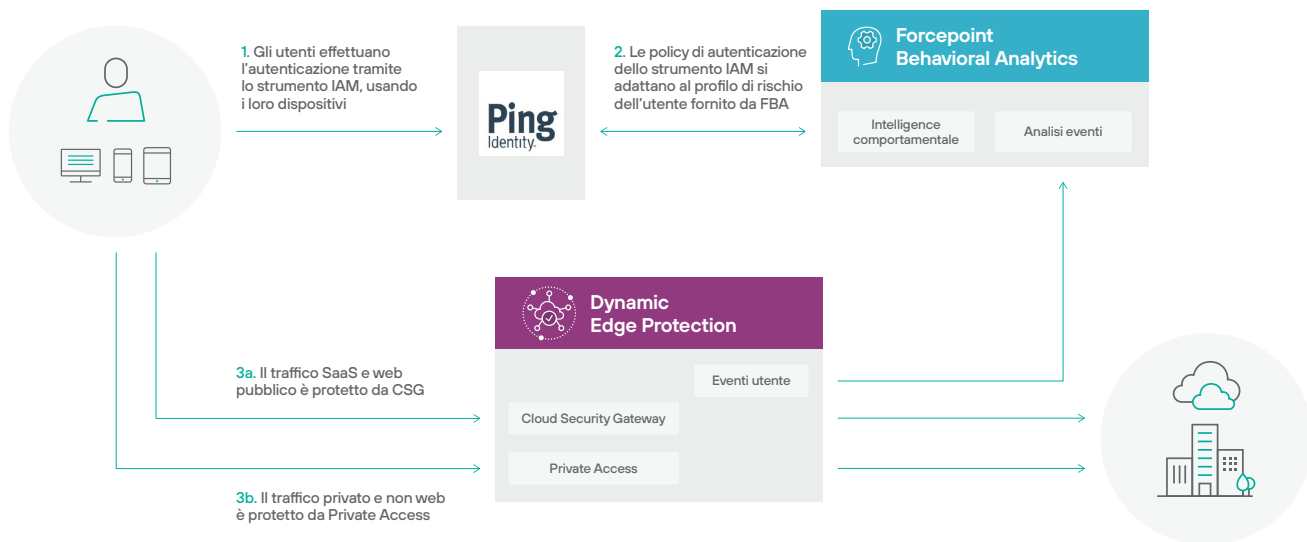 1. Gli utenti effettuano
l'autenticazione tramite
lo strumento IAM, usando
i loro dispositivi
Ping
Identity™
2. Le policy di autenticazione
dello strumento IAM si
adattano al profilo di rischio
dell'utente fornito da FBA
Forcepoint
Behavioral Analytics
Intelligence
comportamentale
Analisi eventi
Dynamic
Edge Protection
Eventi utente
3a. Il traffico SaaS e web
pubblico è protetto da CSG
Cloud Security Gateway
Private Access
3b. Il traffico privato e non web
è protetto da Private Access